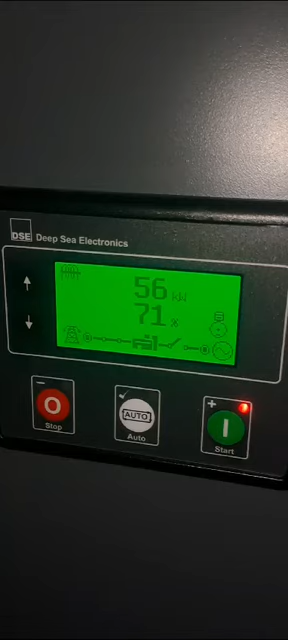 DSE Deep Sea Electronics
56 kW
71 %
Stop
AUTO
Auto
Start